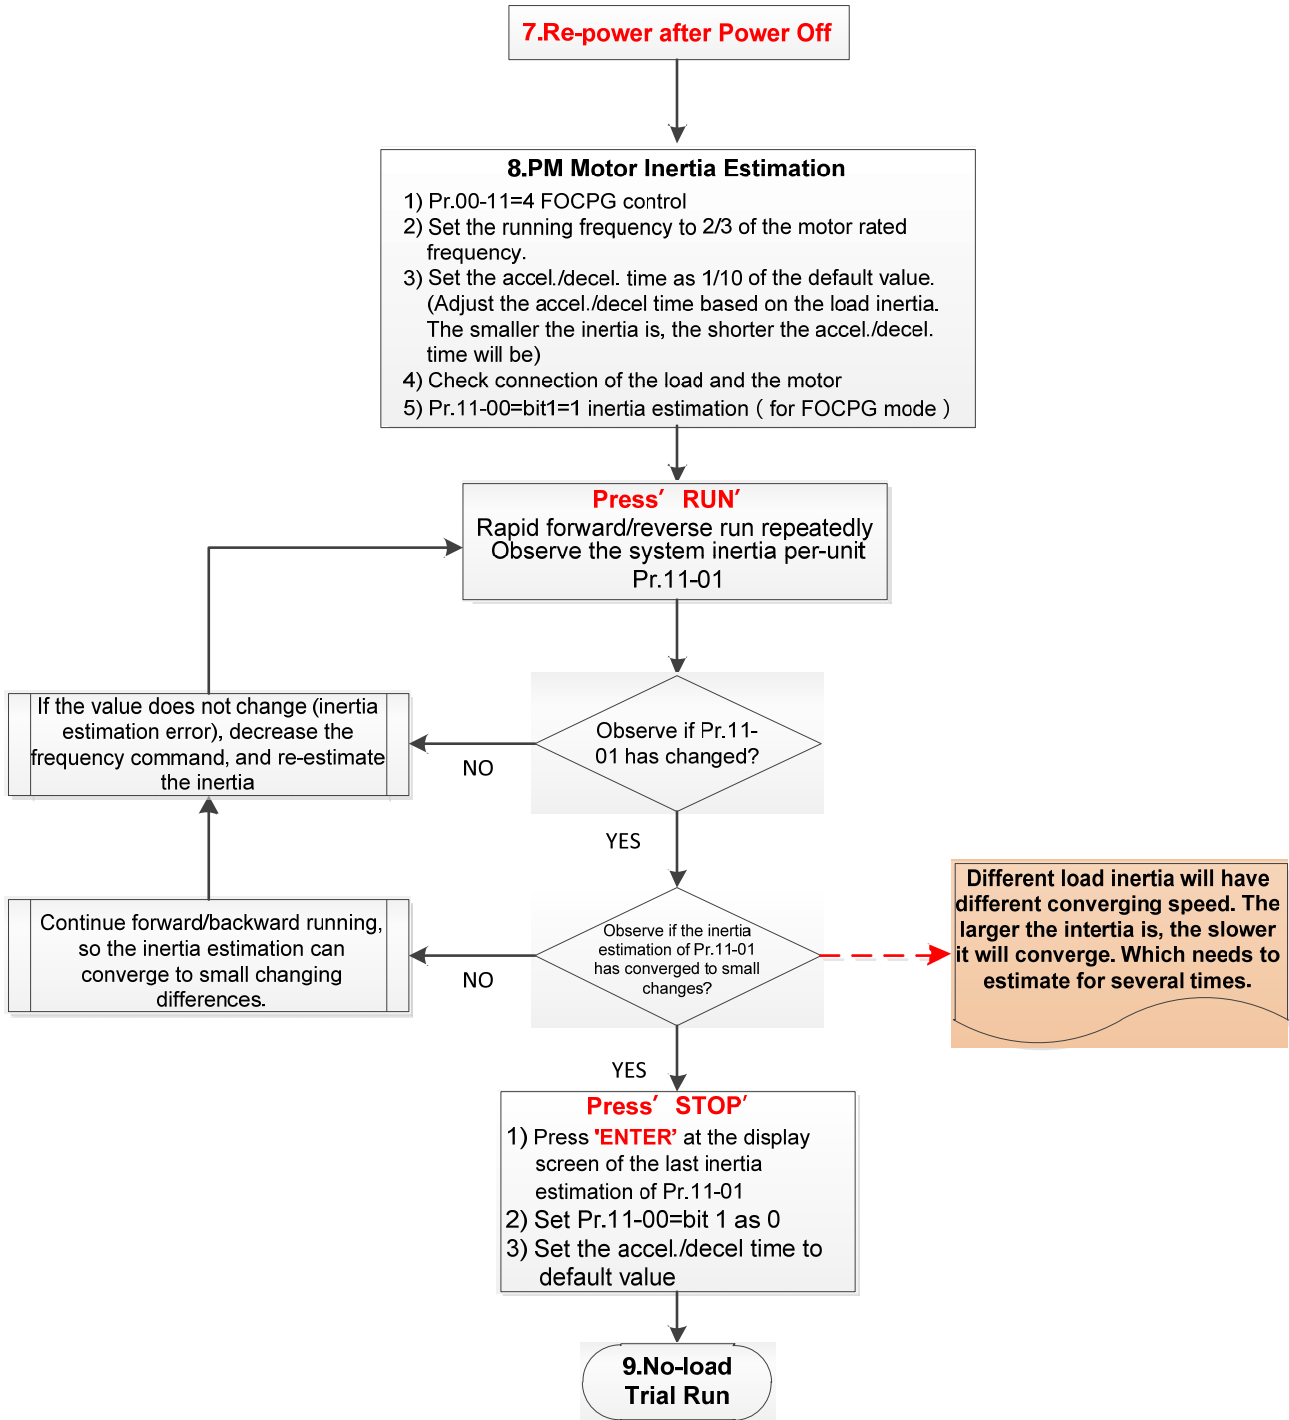 7.Re-power after Power Off
8.PM Motor Inertia Estimation
1) Pr.00-11=4 FOCPG control
2) Set the running frequency to 2/3 of the motor rated
frequency.
3) Set the accel./decel. time as 1/10 of the default value.
(Adjust the accel./decel time based on the load inertia.
The smaller the inertia is, the shorter the accel./decel.
time will be)
4) Check connection of the load and the motor
5) Pr.11-00=bit1=1 inertia estimation ( for FOCPG mode )
Press′ RUN′
Rapid forward/reverse run repeatedly
Observe the system inertia per-unit
Pr.11-01
If the value does not change (inertia
estimation error), decrease the
frequency command, and re-estimate
the inertia
NO
Observe if Pr.11-
01 has changed?
YES
Continue forward/backward running,
so the inertia estimation can
converge to small changing
differences.
NO
Observe if the inertia
estimation of Pr.11-01
has converged to small
changes?
Different load inertia will have
different converging speed. The
larger the intertia is, the slower
it will converge. Which needs to
estimate for several times.
YES
Press′ STOP′
1) Press 'ENTER' at the display
screen of the last inertia
estimation of Pr.11-01
2) Set Pr.11-00=bit 1 as 0
3) Set the accel./decel time to
default value
9.No-load
Trial Run